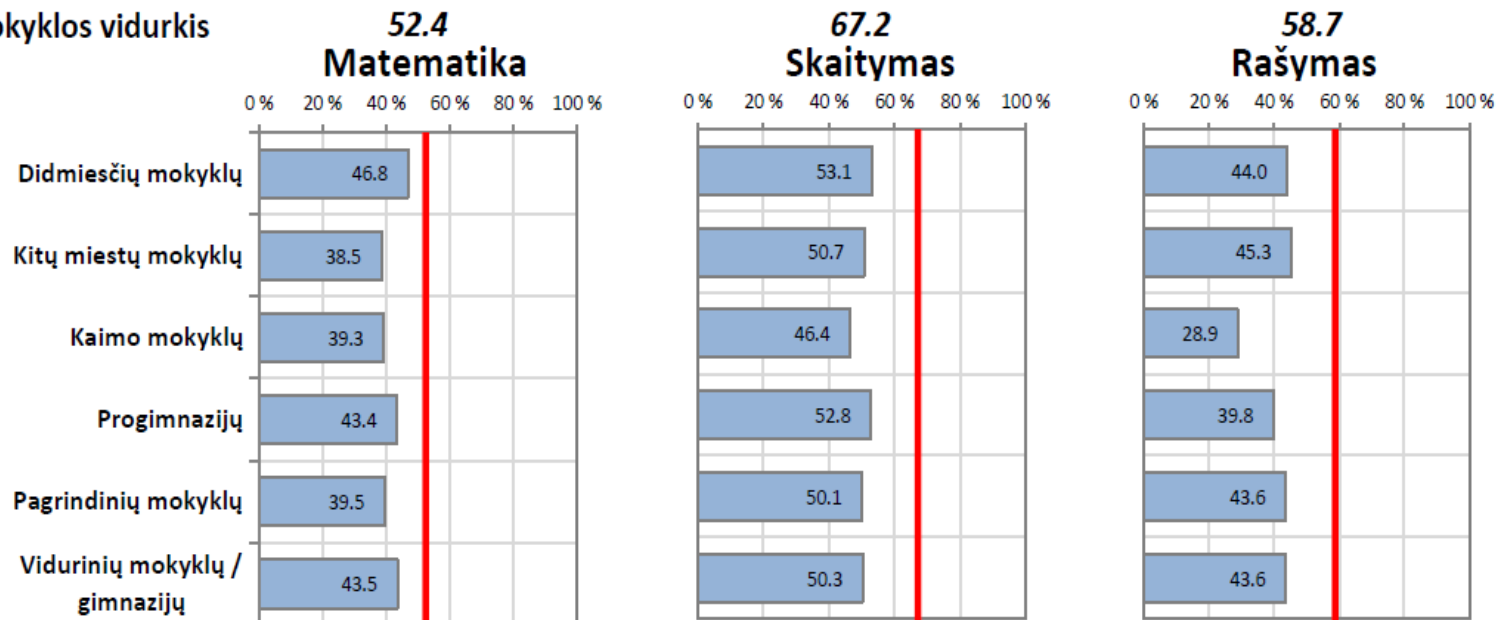 okyklos vidurkis 52.4 67.2 58.7
Matematika Skaitymas Rašymas
0 % 20 % 40 % 60 % 80 % 100 % 0 % 20 % 40 % 60 % 80 % 100 % 0 % 20 % 40 % 60 % 80 % 100 %
Didmiesčių mokyklų 46.8 53.1 44.0
Kitų miestų mokyklų 38.5 50.7 45.3
Kaimo mokyklų 39.3 46.4 28.9
Progimnazijų 43.4 52.8 39.8
Pagrindinių mokyklų 39.5 50.1 43.6
Vidurinių mokyklų /
gimnazijų 43.5 50.3 43.6